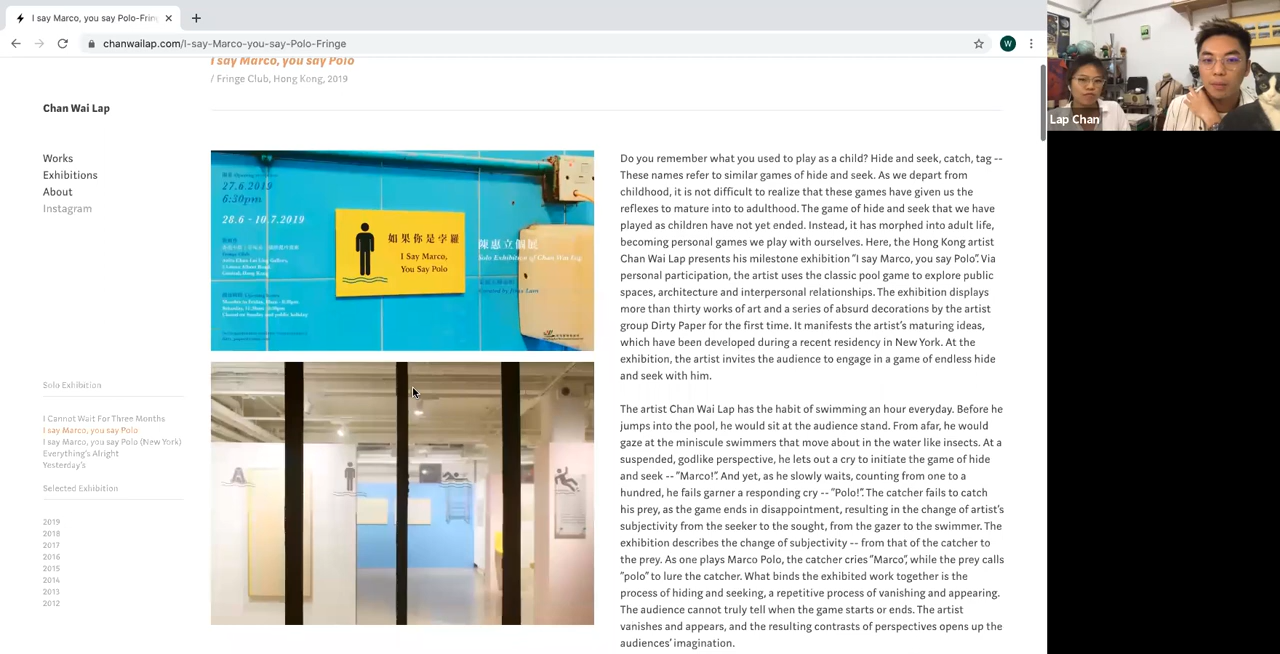 I say Marco, you say Polo-Frin
chanwailap.com/I-say-Marco-you-say-Polo-Fringe
W
Lap Chan
I say Marco, you say Polo
/ Fringe Club, Hong Kong, 2019
Chan Wai Lap
Works
Exhibitions
About
Instagram
Solo Exhibition
I Cannot Wait For Three Months
I say Marco, you say Polo
I say Marco, you say Polo (New York)
Everything's Alright
Yesterday's
Selected Exhibition
2019
2018
2017
2016
2015
2014
2013
2012
27.6.2019
6:30pm
28.6 - 10.7.2019
如果你是孛羅
I Say Marco,
You Say Polo
Solo Exhibition of Chan Wai Lap
Do you remember what you used to play as a child? Hide and seek, catch, tag --
These names refer to similar games of hide and seek. As we depart from
childhood, it is not difficult to realize that these games have given us the
reflexes to mature into to adulthood. The game of hide and seek that we have
played as children have not yet ended. Instead, it has morphed into adult life,
becoming personal games we play with ourselves. Here, the Hong Kong artist
Chan Wai Lap presents his milestone exhibition "I say Marco, you say Polo". Via
personal participation, the artist uses the classic pool game to explore public
spaces, architecture and interpersonal relationships. The exhibition displays
more than thirty works of art and a series of absurd decorations by the artist
group Dirty Paper for the first time. It manifests the artist's maturing ideas,
which have been developed during a recent residency in New York. At the
exhibition, the artist invites the audience to engage in a game of endless hide
and seek with him.
The artist Chan Wai Lap has the habit of swimming an hour everyday. Before he
jumps into the pool, he would sit at the audience stand. From afar, he would
gaze at the miniscule swimmers that move about in the water like insects. At a
suspended, godlike perspective, he lets out a cry to initiate the game of hide
and seek -- "Marco!". And yet, as he slowly waits, counting from one to a
hundred, he fails garner a responding cry -- "Polo!". The catcher fails to catch
his prey, as the game ends in disappointment, resulting in the change of artist's
subjectivity from the seeker to the sought, from the gazer to the swimmer. The
exhibition describes the change of subjectivity -- from that of the catcher to
the prey. As one plays Marco Polo, the catcher cries "Marco", while the prey calls
"polo" to lure the catcher. What binds the exhibited work together is the
process of hiding and seeking, a repetitive process of vanishing and appearing.
The audience cannot truly tell when the game starts or ends. The artist
vanishes and appears, and the resulting contrasts of perspectives opens up the
audiences' imagination.